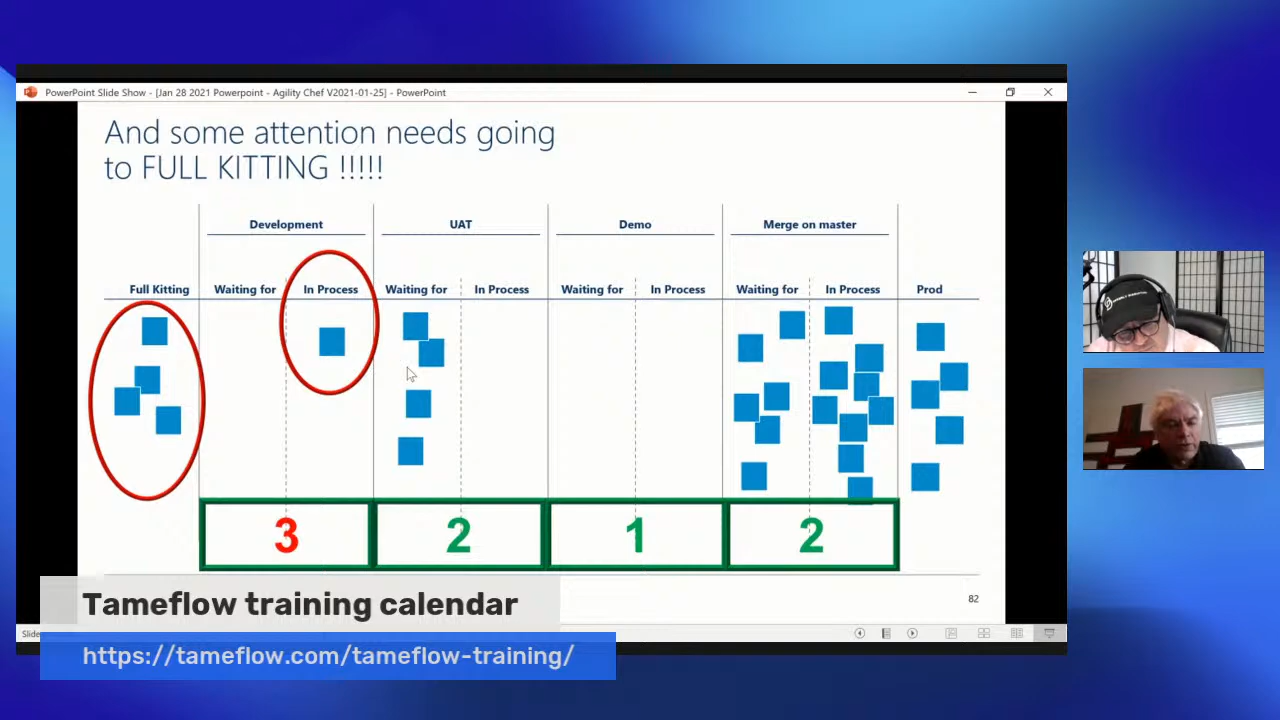 PowerPoint Slide Show - [Jan 28 2021 Powerpoint - Agility Chef V2021-01-25] - PowerPoint
And some attention needs going
to FULL KITTING !!!!!
Development UAT Demo Merge on master
Full Kitting Waiting for In Process Waiting for In Process Waiting for In Process Waiting for In Process Prod
3 2 1 2
82
Tameflow training calendar
Slide
https://tameflow.com/tameflow-training/